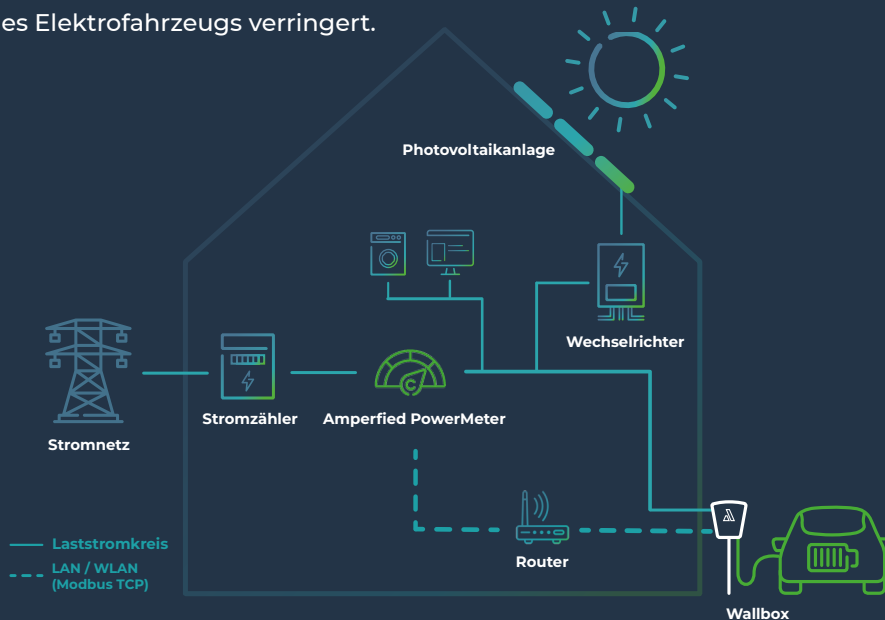 es Elektrofahrzeugs verringert.
Photovoltaikanlage
Wechselrichter
Stromzähler
Amperfied PowerMeter
Stromnetz
Laststromkreis
LAN / WLAN
(Modbus TCP)
Router
Wallbox